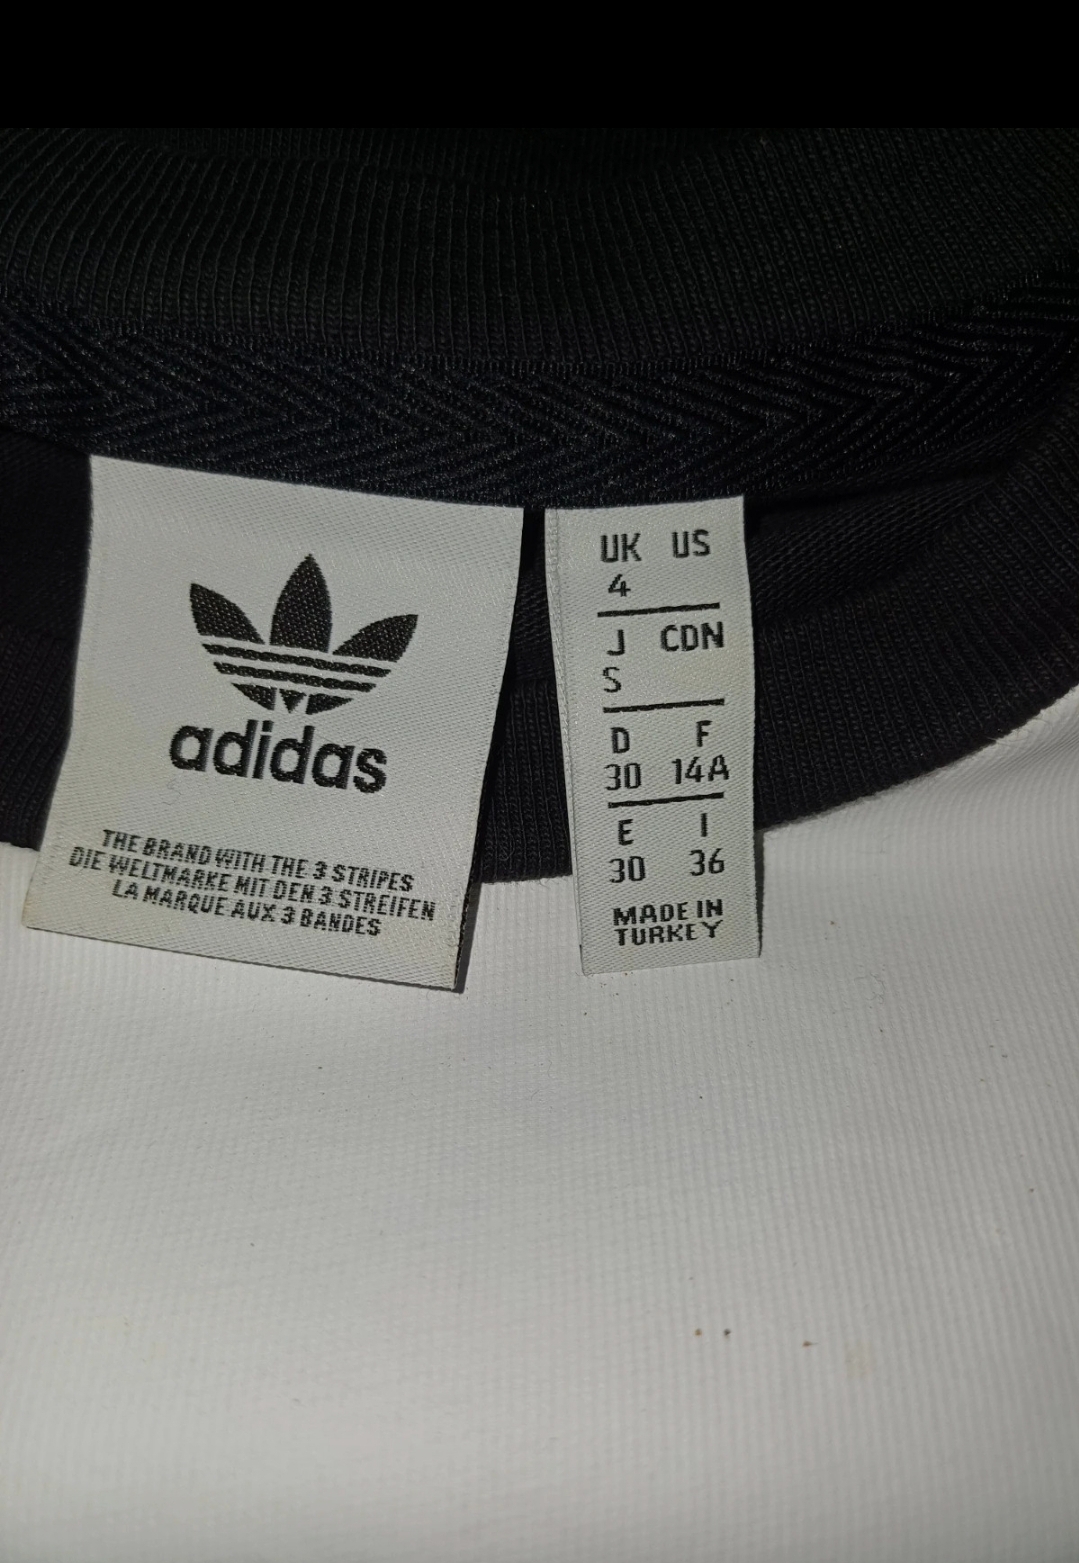 adidas
THE BRAND WITH THE 3 STRIPES
DIE WELTMARKE MIT DEN 3 STREIFEN
LA MARQUE AUX 3 BANDES
UK US
4
J CDN
S
D F
30 14A
E I
30 36
MADE IN
TURKEY